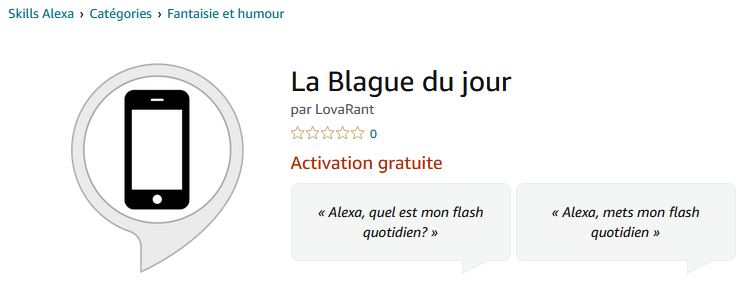 Skills Alexa › Catégories › Fantaisie et humour
La Blague du jour
par LovaRant
0
Activation gratuite
« Alexa, quel est mon flash
quotidien? »
« Alexa, mets mon flash
quotidien »